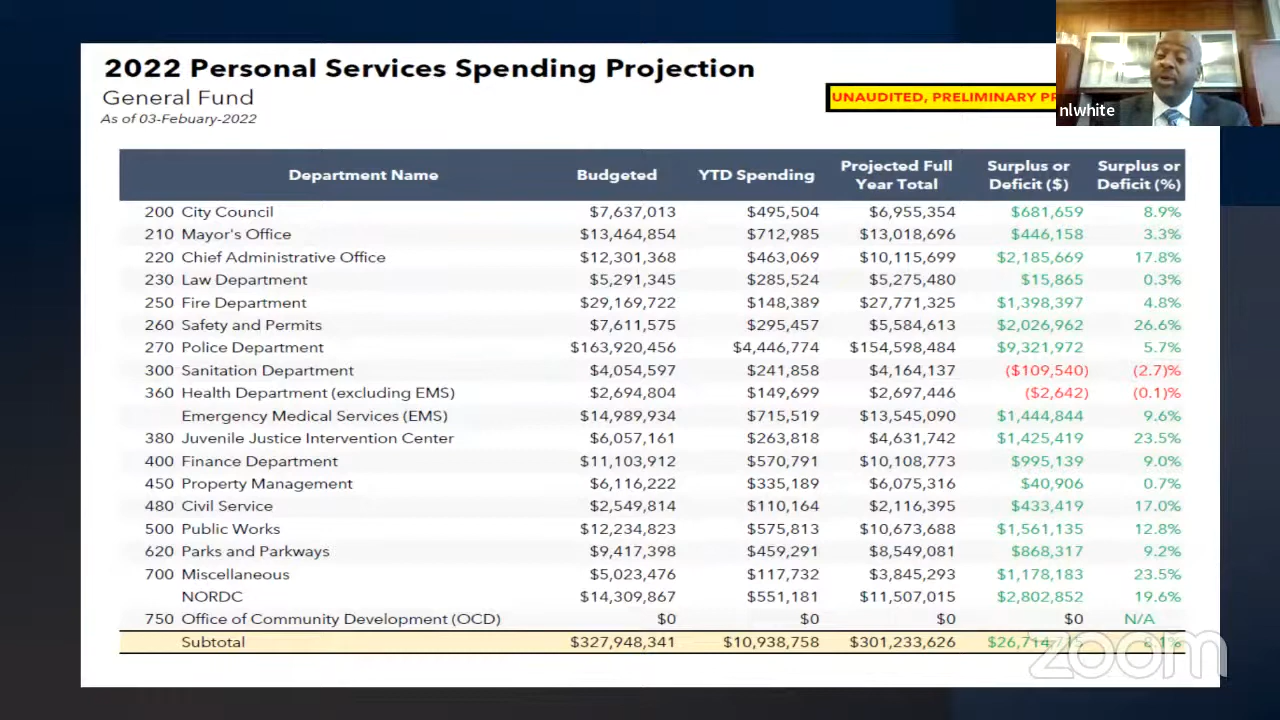 2022 Personal Services Spending Projection
General Fund
As of 03-Febuary-2022
UNAUDITED, PRELIMINARY
nlwhite
Department Name Budgeted YTD Spending Projected Full Year Total Surplus or Deficit ($) Surplus or Deficit (%)
200 City Council $7,637,013 $495,504 $6,955,354 $681,659 8.9%
210 Mayor's Office $13,464,854 $712,985 $13,018,696 $446,158 3.3%
220 Chief Administrative Office $12,301,368 $463,069 $10,115,699 $2,185,669 17.8%
230 Law Department $5,291,345 $285,524 $5,275,480 $15,865 0.3%
250 Fire Department $29,169,722 $148,389 $27,771,325 $1,398,397 4.8%
260 Safety and Permits $7,611,575 $295,457 $5,584,613 $2,026,962 26.6%
270 Police Department $163,920,456 $4,446,774 $154,598,484 $9,321,972 5.7%
300 Sanitation Department $4,054,597 $241,858 $4,164,137 ($109,540) (2.7)%
360 Health Department (excluding EMS) $2,694,804 $149,699 $2,697,446 ($2,642) (0.1)%
Emergency Medical Services (EMS) $14,989,934 $715,519 $13,545,090 $1,444,844 9.6%
380 Juvenile Justice Intervention Center $6,057,161 $263,818 $4,631,742 $1,425,419 23.5%
400 Finance Department $11,103,912 $570,791 $10,108,773 $995,139 9.0%
450 Property Management $6,116,222 $335,189 $6,075,316 $40,906 0.7%
480 Civil Service $2,549,814 $110,164 $2,116,395 $433,419 17.0%
500 Public Works $12,234,823 $575,813 $10,673,688 $1,561,135 12.8%
620 Parks and Parkways $9,417,398 $459,291 $8,549,081 $868,317 9.2%
700 Miscellaneous $5,023,476 $117,732 $3,845,293 $1,178,183 23.5%
NORDC $14,309,867 $551,181 $11,507,015 $2,802,852 19.6%
750 Office of Community Development (OCD) $0 $0 $0 $0 N/A
Subtotal $327,948,341 $10,938,758 $301,233,626 $26,714,715 8.1%
zoom